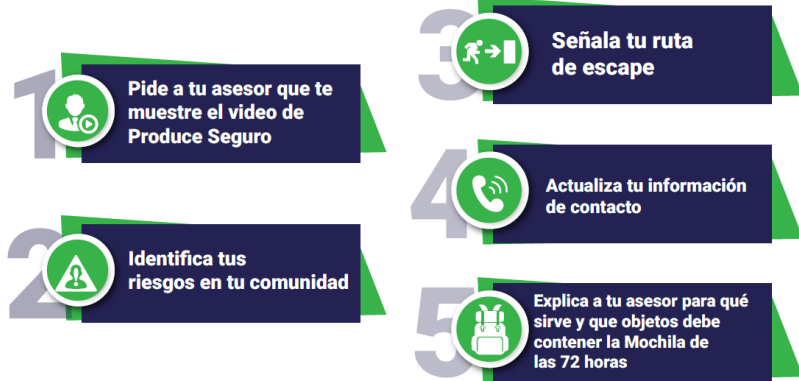 1
Pide a tu asesor que te
muestre el video de
Produce Seguro
2
Identifica tus
riesgos en tu comunidad
3
Señala tu ruta
de escape
4
Actualiza tu información
de contacto
5
Explica a tu asesor para qué
sirve y que objetos debe
contener la Mochila de
las 72 horas